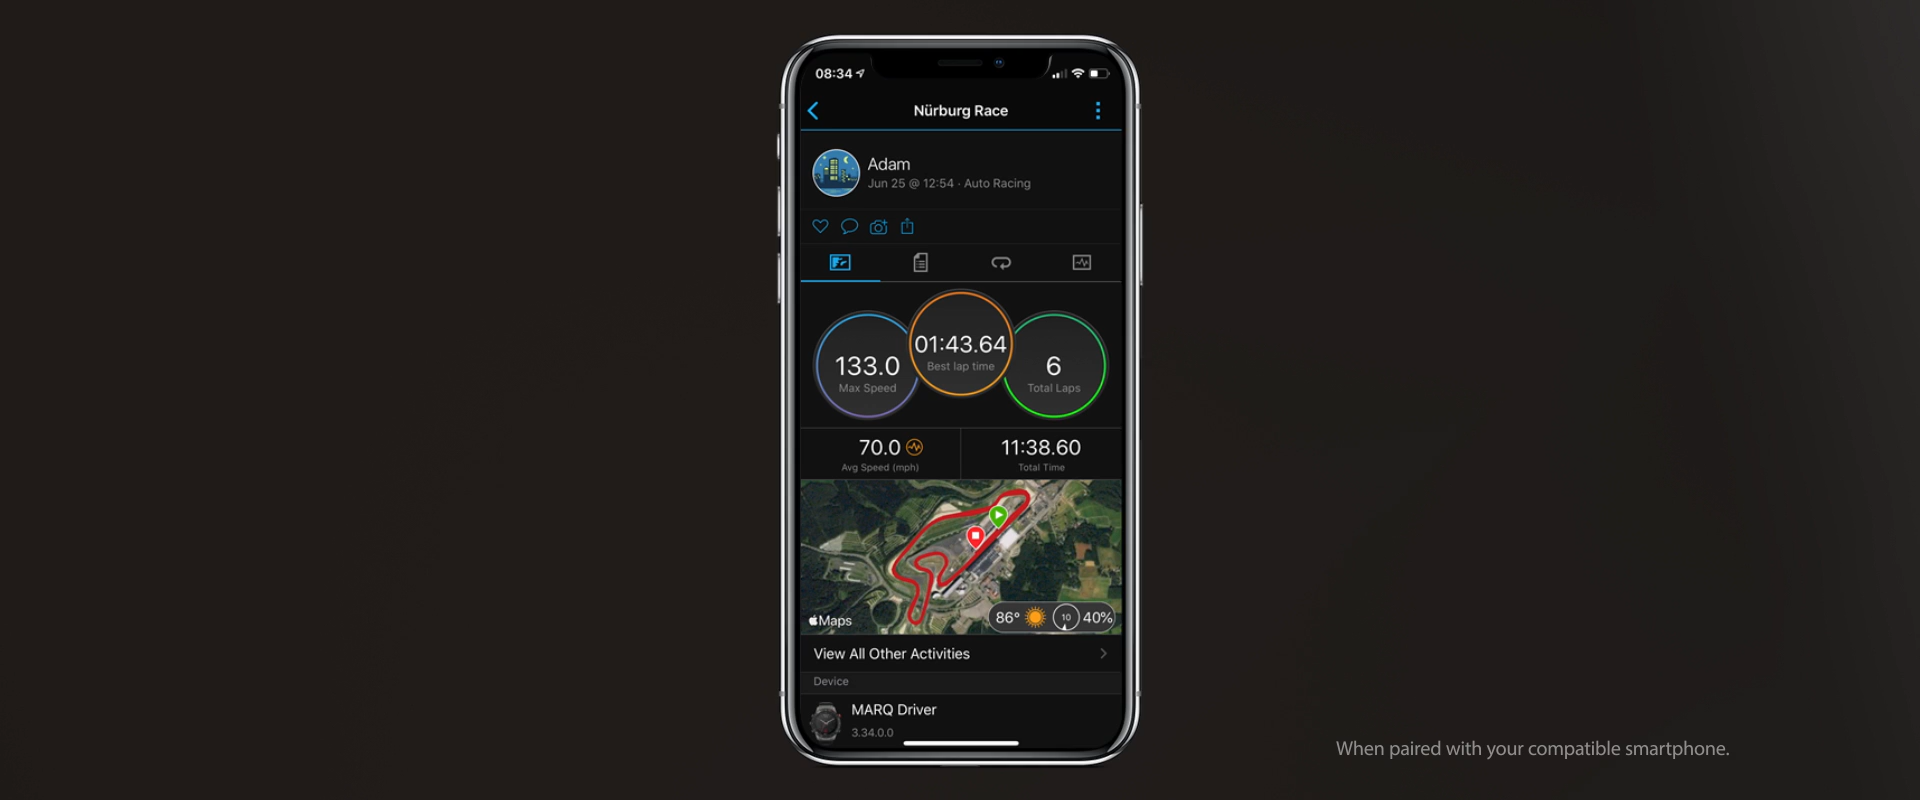 08:34
Nürburg Race
Adam
Jun 25 @ 12:54 · Auto Racing
133.0
Max Speed
01:43.64
Best lap time
6
Total Laps
70.0
Avg Speed (mph)
11:38.60
Total Time
Maps
86° 10 40%
View All Other Activities
Device
MARQ Driver
3.34.0.0
When paired with your compatible smartphone.